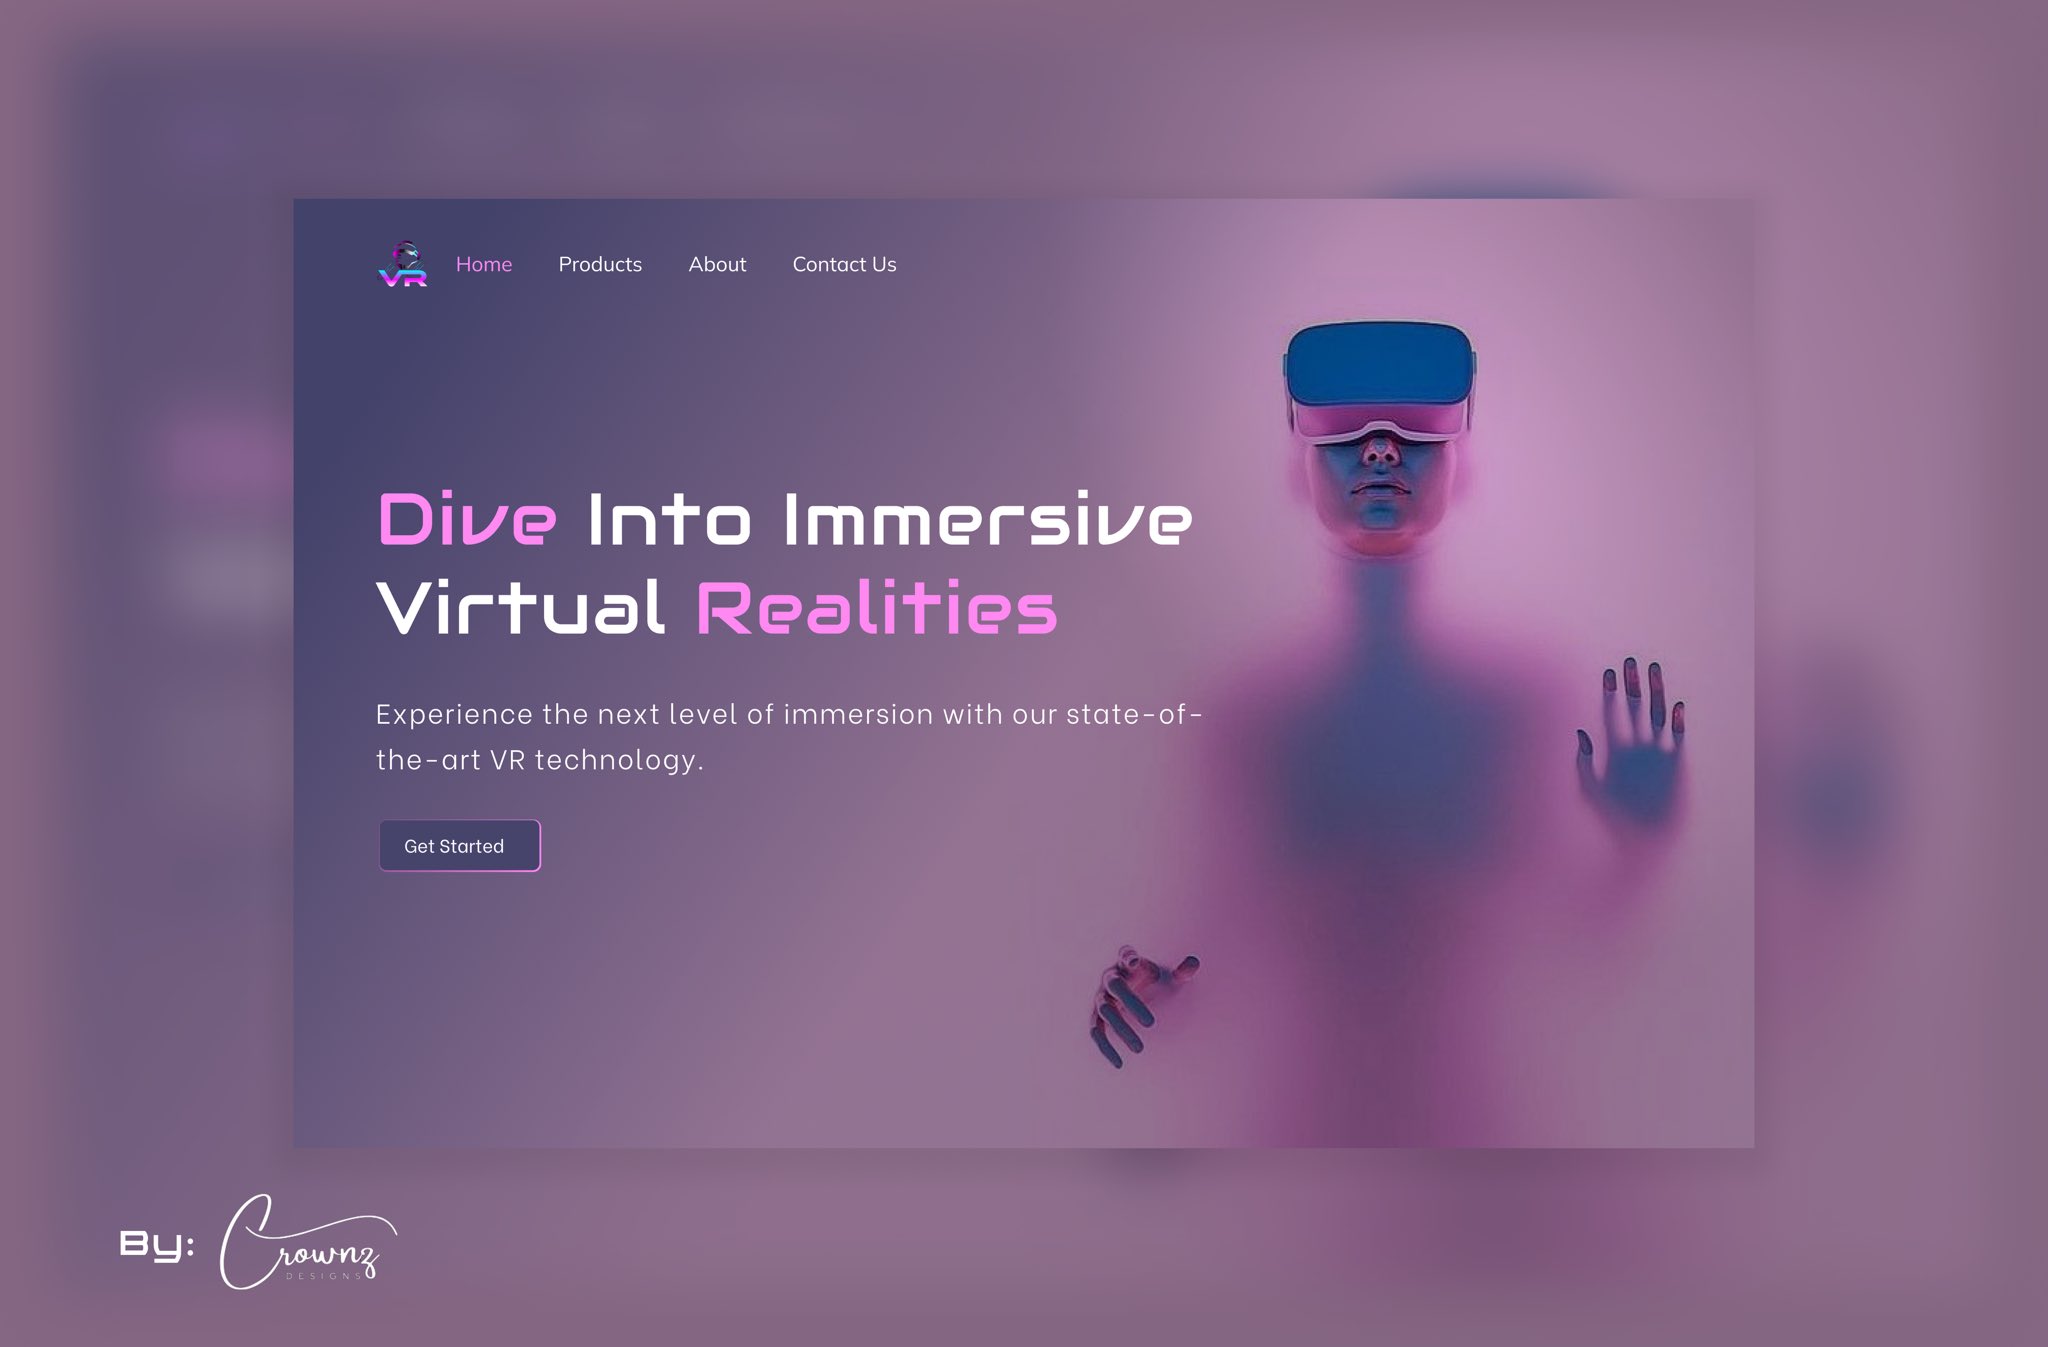 VR
Home Products About Contact Us
Dive Into Immersive
Virtual Realities
Experience the next level of immersion with our state-of-
the-art VR technology.
Get Started
By: Crownz
DESIGNS